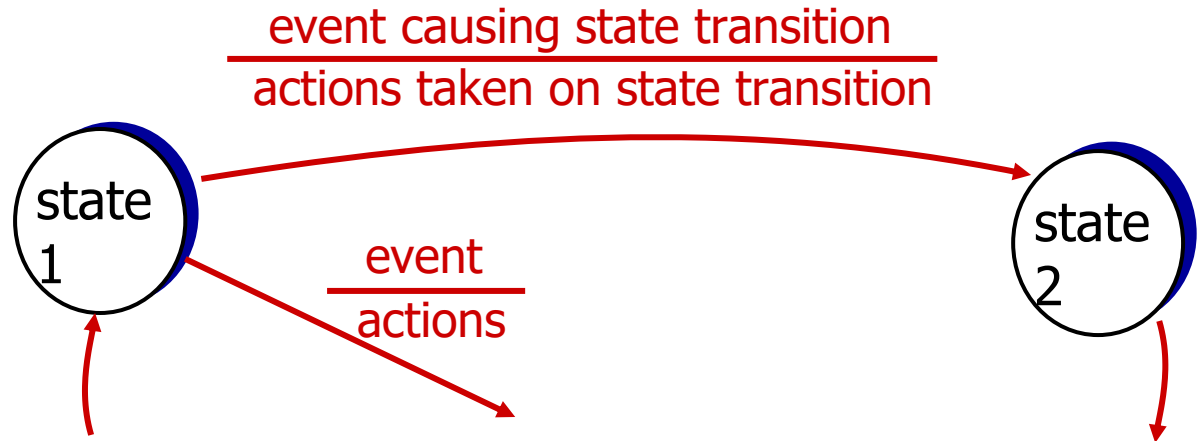 event causing state transition
actions taken on state transition
state
1
state
2
event
actions